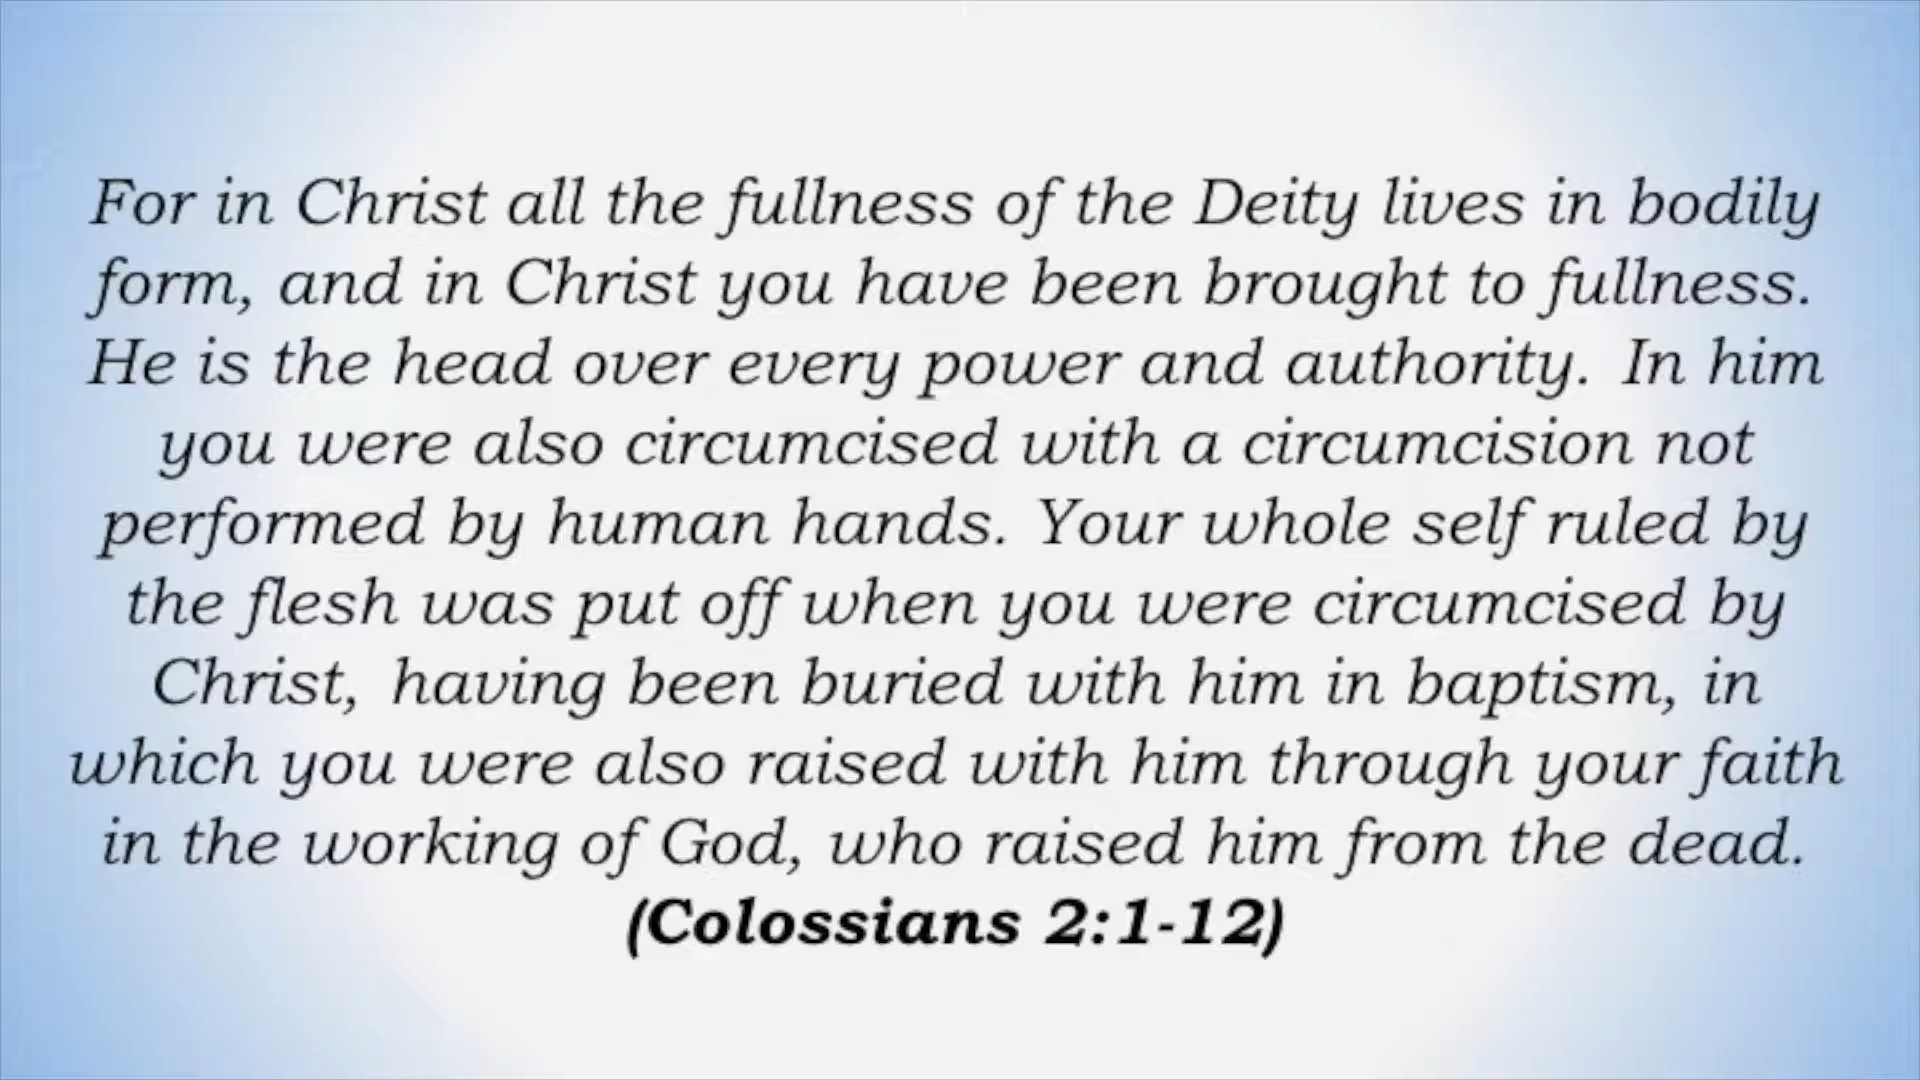 For in Christ all the fullness of the Deity lives in bodily
form, and in Christ you have been brought to fullness.
He is the head over every power and authority. In him
you were also circumcised with a circumcision not
performed by human hands. Your whole self ruled by
the flesh was put off when you were circumcised by
Christ, having been buried with him in baptism, in
which you were also raised with him through your faith
in the working of God, who raised him from the dead.
(Colossians 2:1-12)